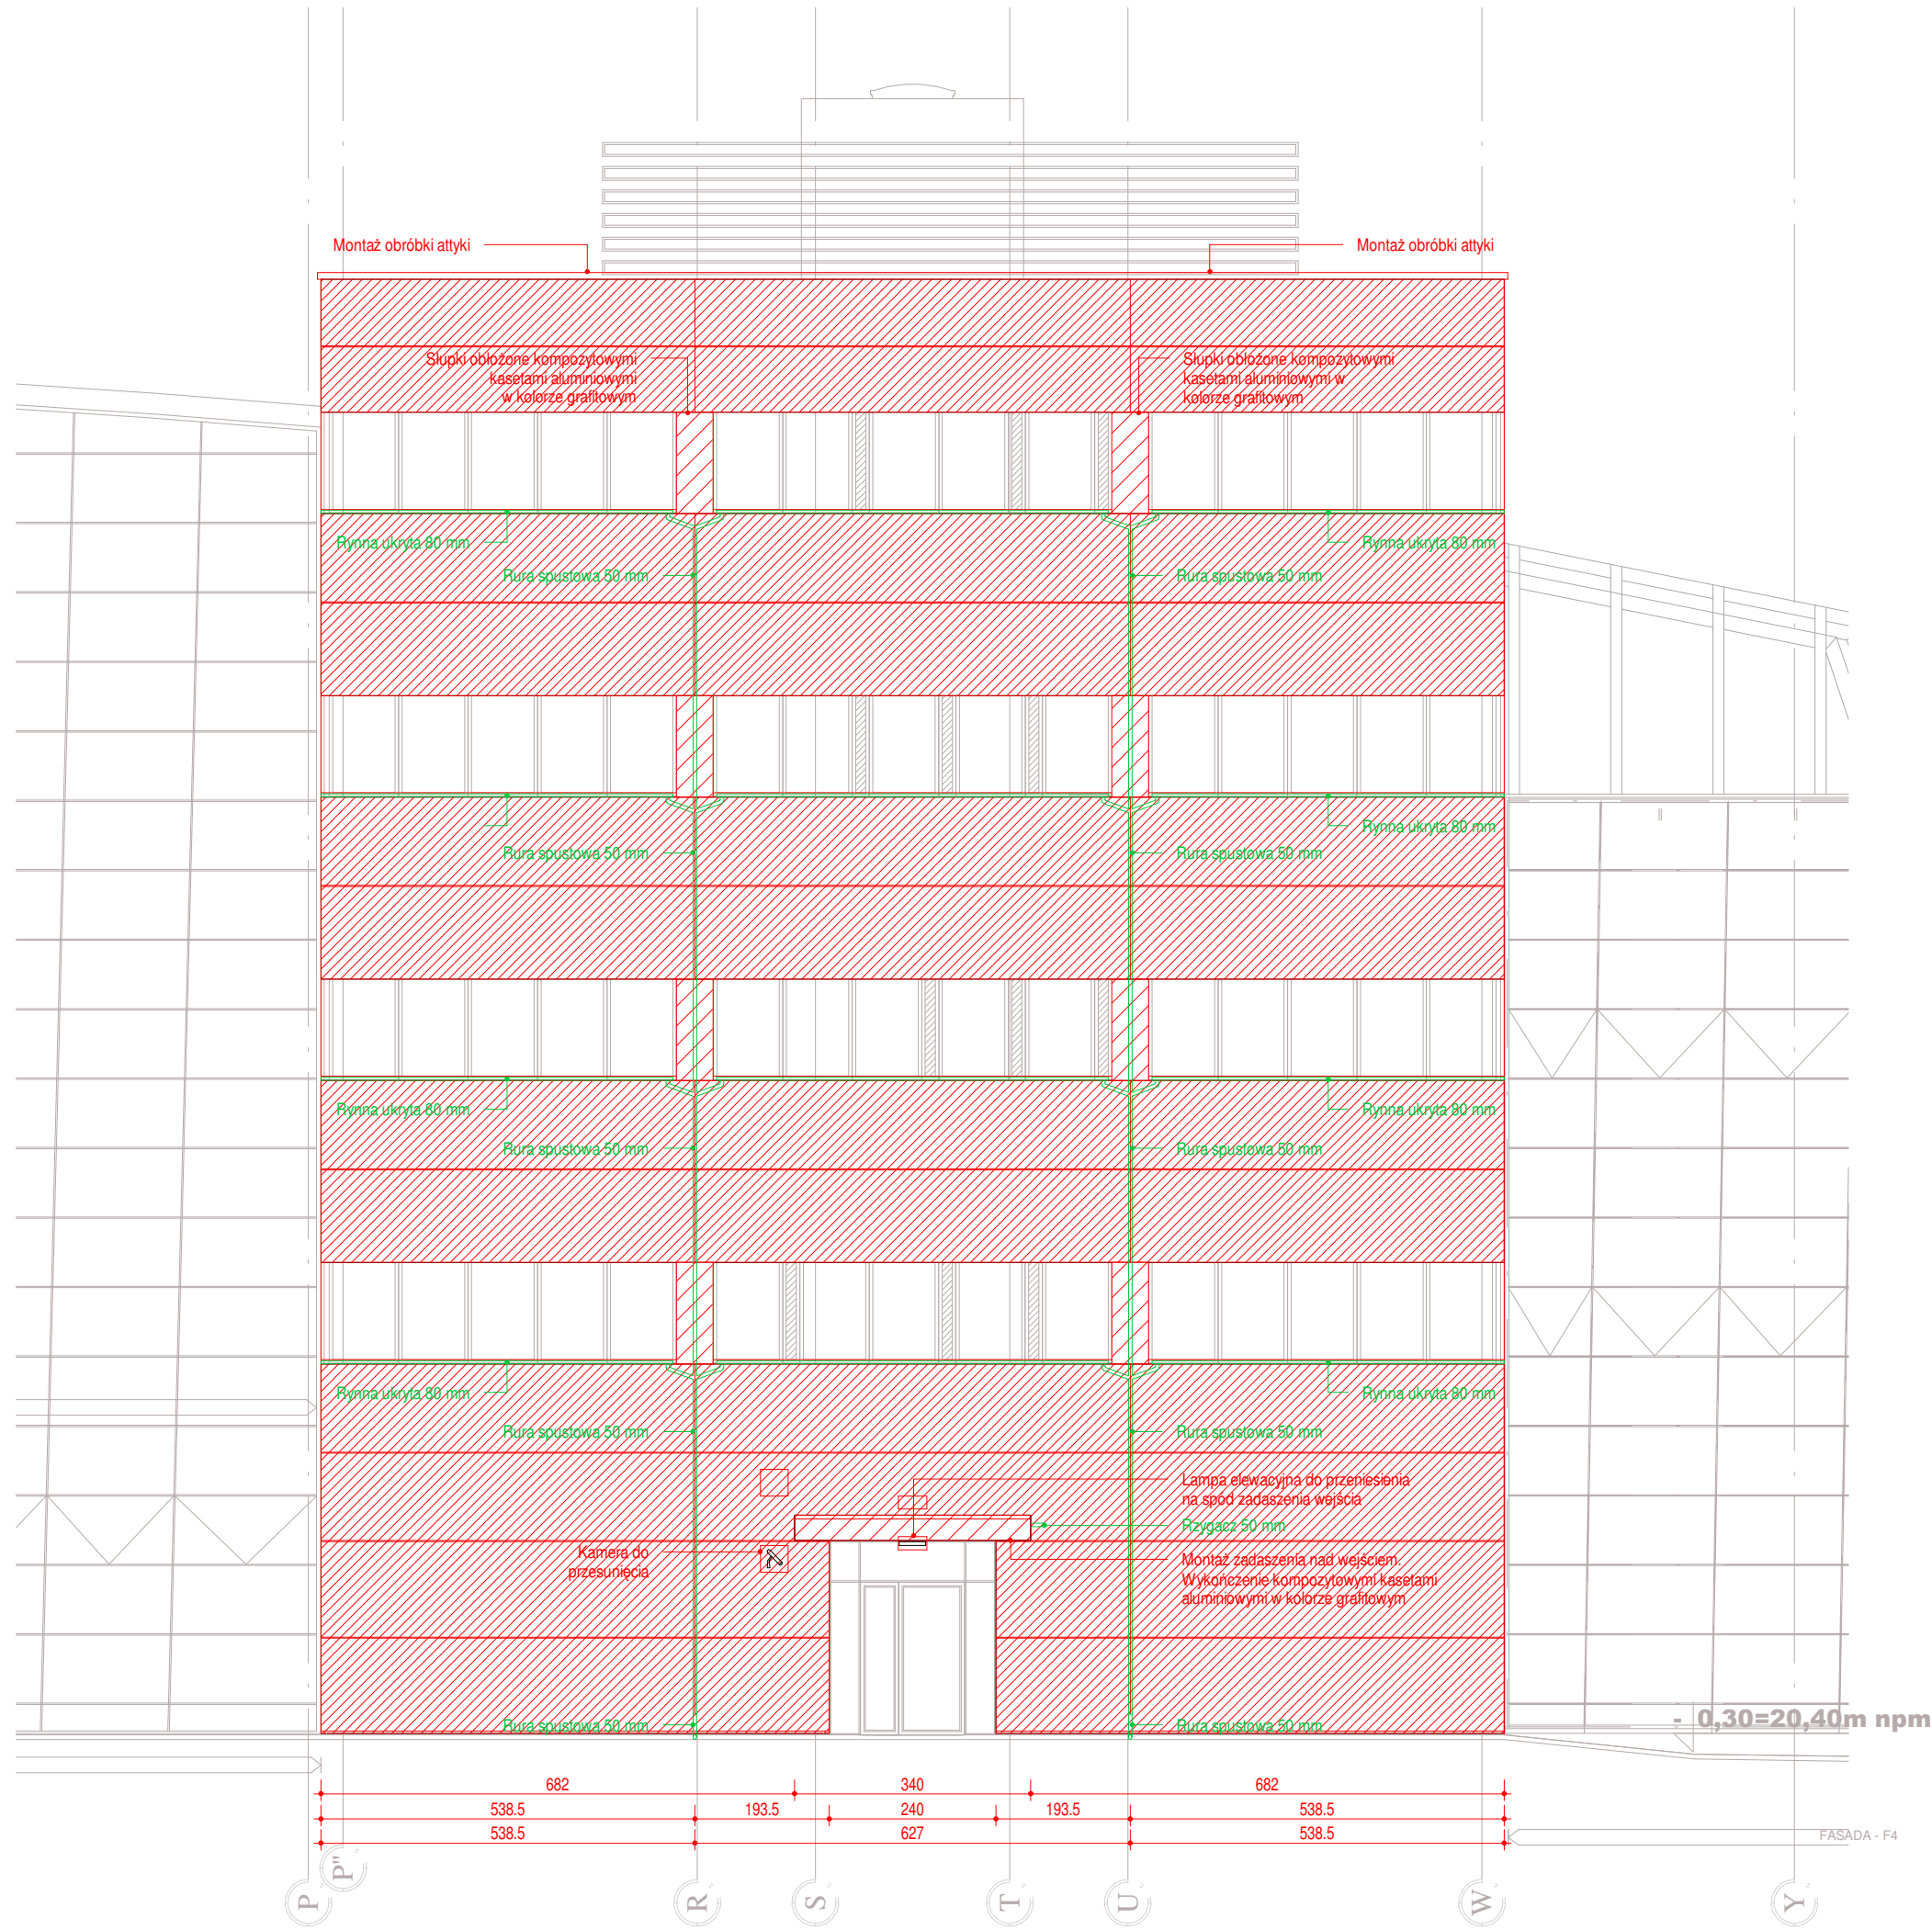 Montaż obróbki attyki
Montaż obróbki attyki
Słupki obłożone kompozytowymi
kasetami aluminiowymi
w kolorze grafitowym
Słupki obłożone kompozytowymi
kasetami aluminiowymi w
kolorze grafitowym
Rynna ukryta 80 mm
Rynna ukryta 80 mm
Rura spustowa 50 mm
Rura spustowa 50 mm
Rynna ukryta 80 mm
Rura spustowa 50 mm
Rura spustowa 50 mm
Rynna ukryta 80 mm
Rynna ukryta 80 mm
Rura spustowa 50 mm
Rura spustowa 50 mm
Rynna ukryta 80 mm
Rynna ukryta 80 mm
Rura spustowa 50 mm
Rura spustowa 50 mm
Lampa elewacyjna do przeniesienia
na spód zadaszenia wejścia
Rzygacz 50 mm
Kamera do
przesunięcia
Montaż zadaszenia nad wejściem.
Wykończenie kompozytowymi kasetami
aluminiowymi w kolorze grafitowym
Rura spustowa 50 mm
Rura spustowa 50 mm
- 0,30=20,40m npm
682 340 682
538.5 193.5 240 193.5 538.5
538.5 627 538.5
FASADA - F4
P"
P R S T U W Y